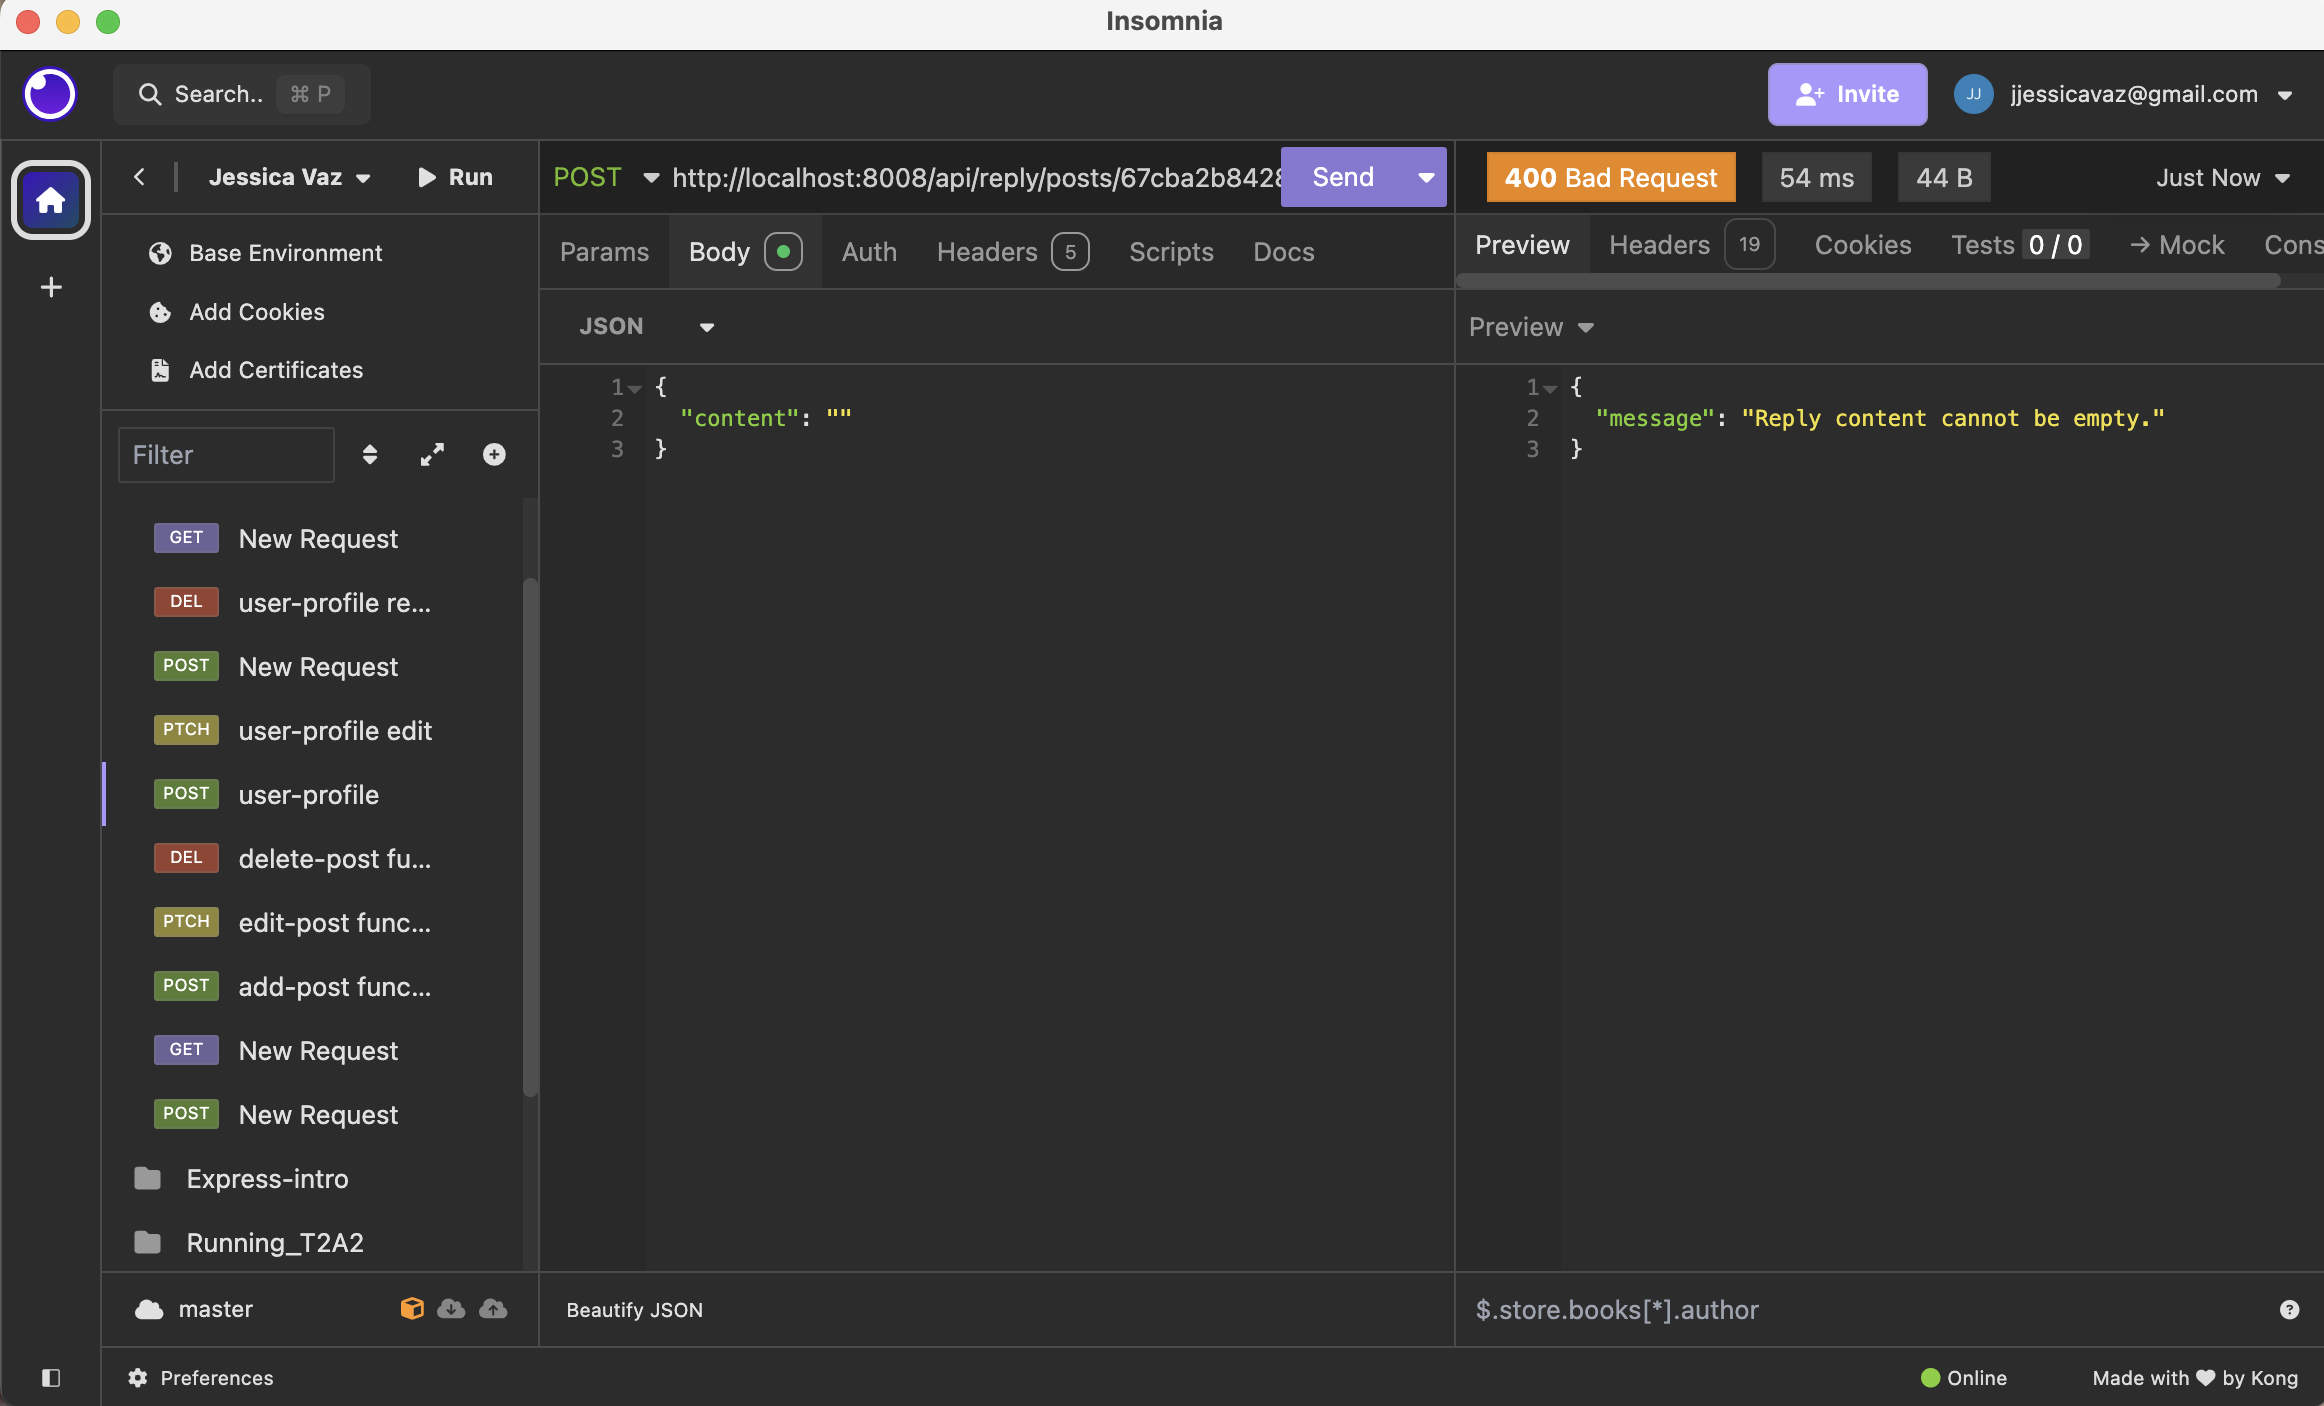 Insomnia
Search.. ⌘ P
Invite
JJ
jjessicavaz@gmail.com
Jessica Vaz
Run
POST http://localhost:8008/api/reply/posts/67cba2b8428
Send
400 Bad Request
54 ms
44 B
Just Now
Base Environment
Add Cookies
Add Certificates
Params
Body
Auth
Headers 5
Scripts
Docs
Preview
Headers 19
Cookies
Tests 0 / 0
→ Mock
Cons
JSON
Preview
1 {
2 "content": ""
3 }
1 {
2 "message": "Reply content cannot be empty."
3 }
Filter
GET New Request
DEL user-profile re...
POST New Request
PTCH user-profile edit
POST user-profile
DEL delete-post fu...
PTCH edit-post func...
POST add-post func...
GET New Request
POST New Request
Express-intro
Running_T2A2
master
Beautify JSON
$.store.books[*].author
?
Preferences
Online
Made with ♥ by Kong